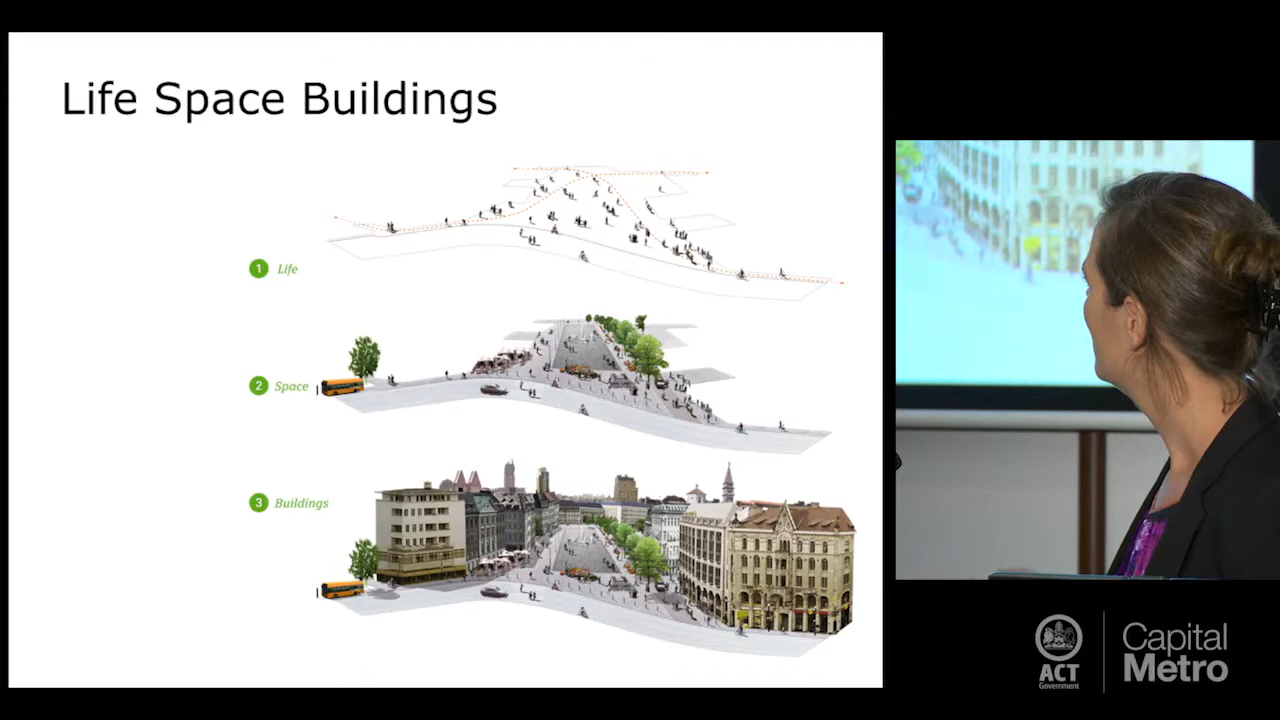 Life Space Buildings
1 Life
2 Space
3 Buildings
ACT
Government
Capital
Metro